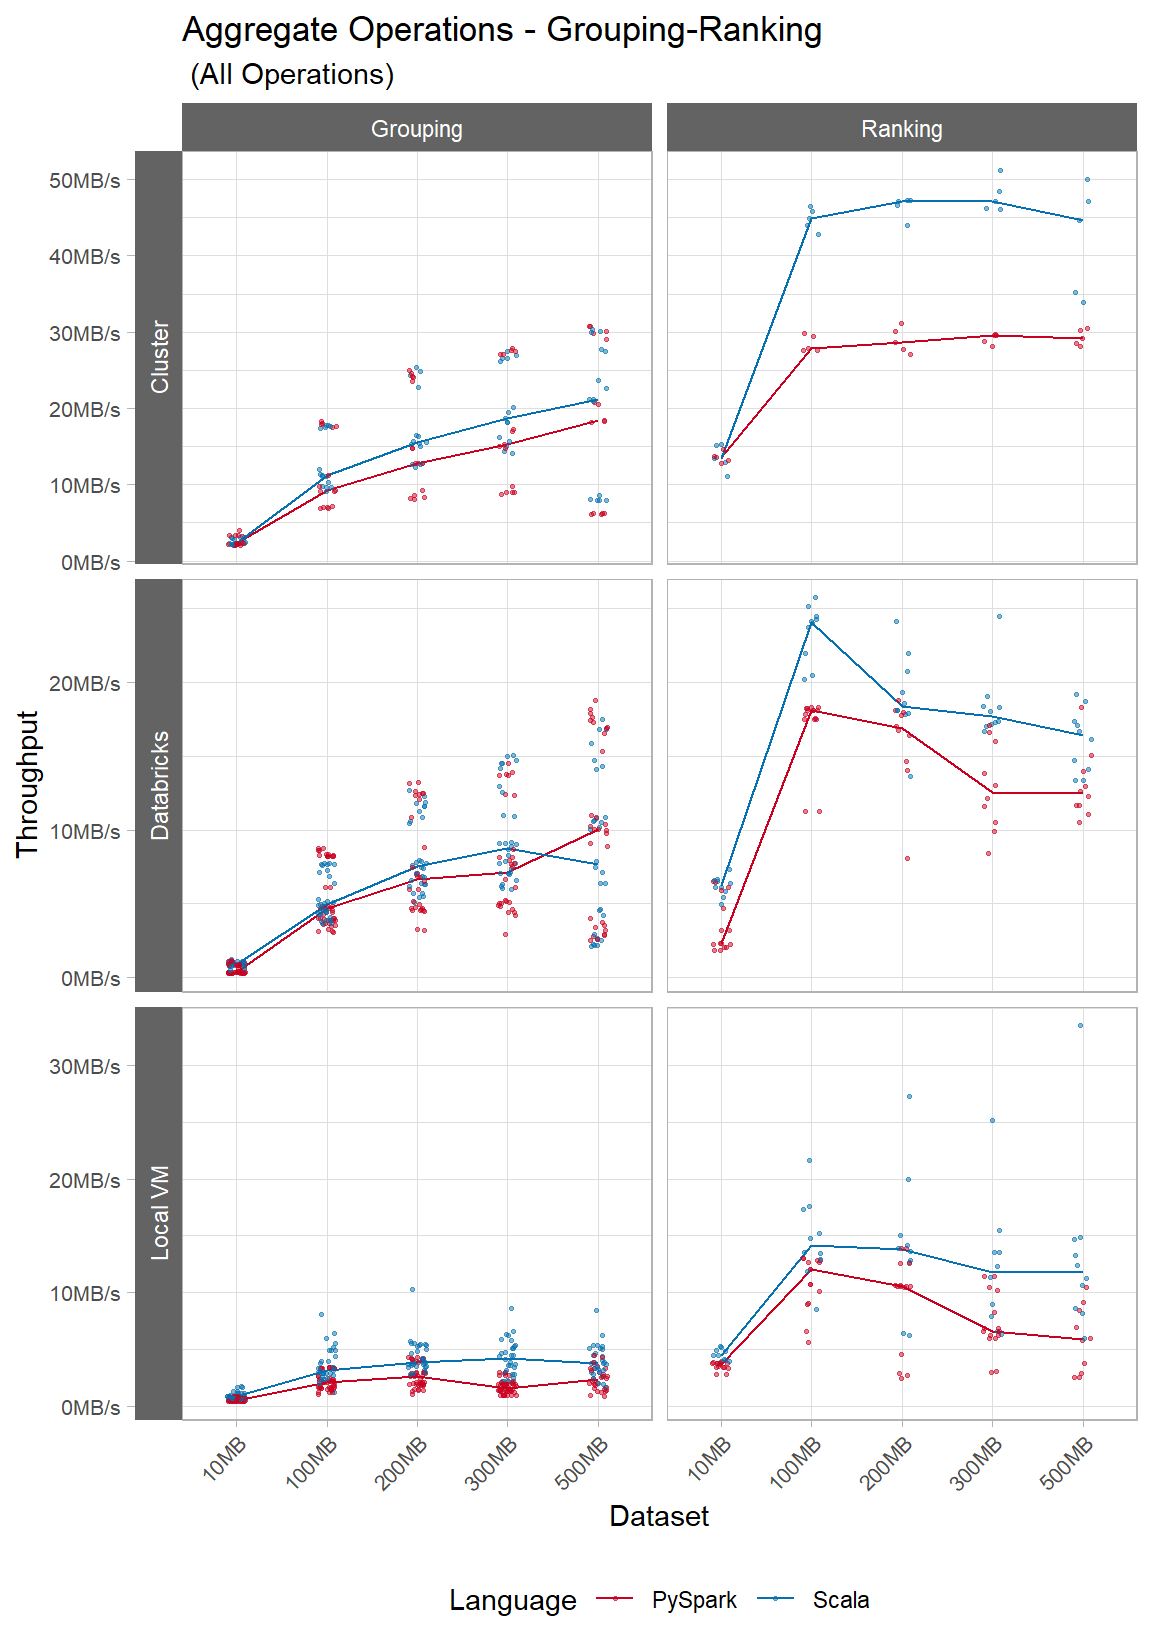 Aggregate Operations - Grouping-Ranking
(All Operations)
Grouping
Ranking
Cluster
50MB/s
40MB/s
30MB/s
20MB/s
10MB/s
0MB/s
Throughput
Databricks
20MB/s
10MB/s
0MB/s
Local VM
30MB/s
20MB/s
10MB/s
0MB/s
10MB
100MB
200MB
300MB
500MB
10MB
100MB
200MB
300MB
500MB
Dataset
Language
PySpark
Scala